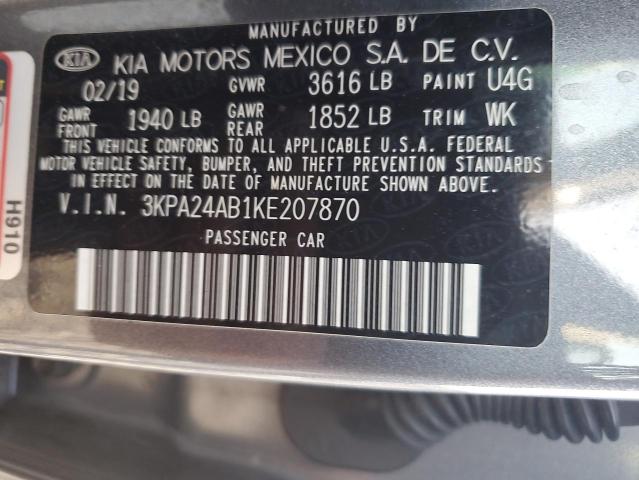 MANUFACTURED BY
KIA KIA MOTORS MEXICO S.A. DE C.V.
02/19 GVWR 3616 LB PAINT U4G
GAWR FRONT 1940 LB GAWR REAR 1852 LB TRIM WK
THIS VEHICLE CONFORMS TO ALL APPLICABLE U.S.A. FEDERAL
MOTOR VEHICLE SAFETY, BUMPER, AND THEFT PREVENTION STANDARDS
IN EFFECT ON THE DATE OF MANUFACTURE SHOWN ABOVE.
V.I.N. 3KPA24AB1KE207870
PASSENGER CAR
H910